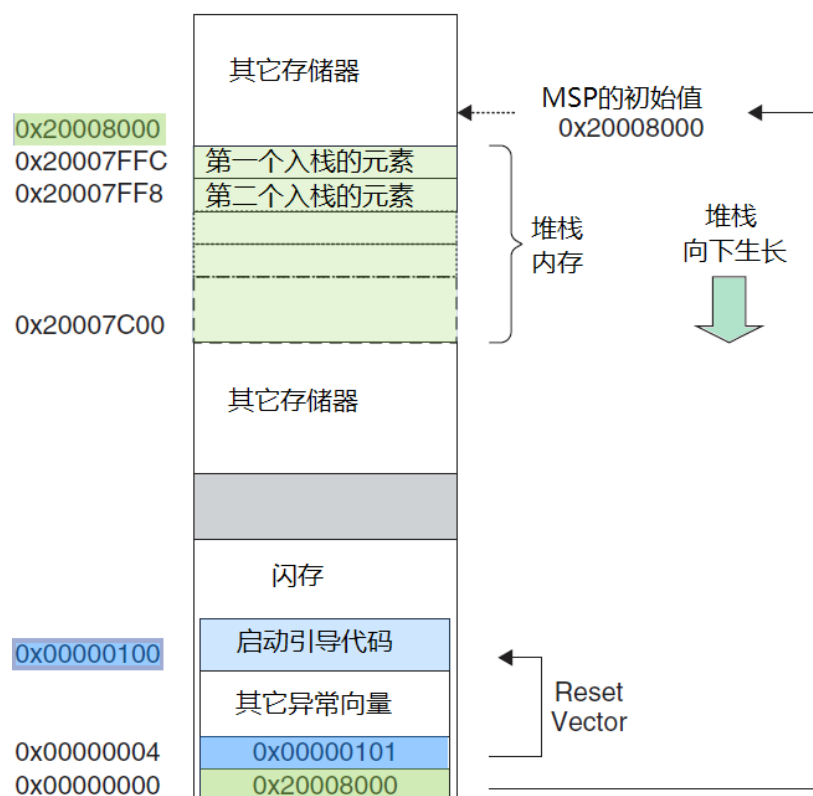 其它存储器
MSP的初始值
0x20008000
0x20008000
0x20007FFC
第一个入栈的元素
0x20007FF8
第二个入栈的元素
堆栈
内存
堆栈
向下生长
0x20007C00
其它存储器
闪存
启动引导代码
0x00000100
其它异常向量
Reset
Vector
0x00000004
0x00000101
0x00000000
0x20008000